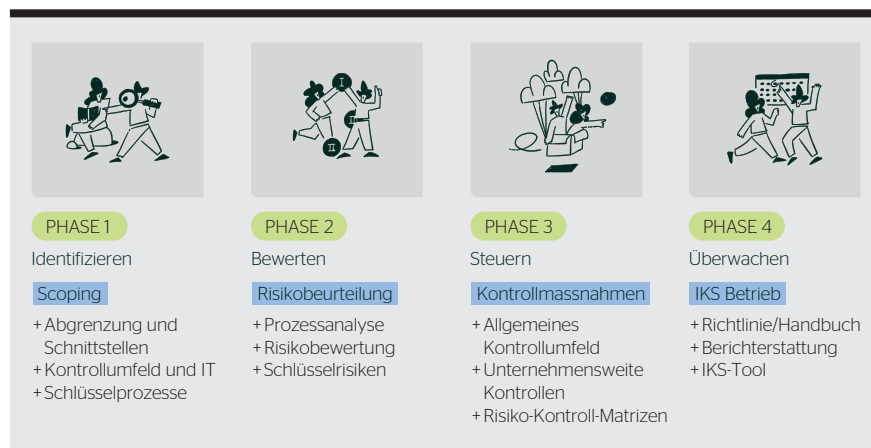 PHASE 1
Identifizieren
Scoping
+ Abgrenzung und
Schnittstellen
+ Kontrollumfeld und IT
+ Schlüsselprozesse
PHASE 2
Bewerten
Risikobeurteilung
+ Prozessanalyse
+ Risikobewertung
+ Schlüsselrisiken
PHASE 3
Steuern
Kontrollmassnahmen
+ Allgemeines
Kontrollumfeld
+ Unternehmensweite
Kontrollen
+ Risiko-Kontroll-Matrizen
PHASE 4
Überwachen
IKS Betrieb
+ Richtlinie/Handbuch
+ Berichterstattung
+ IKS-Tool